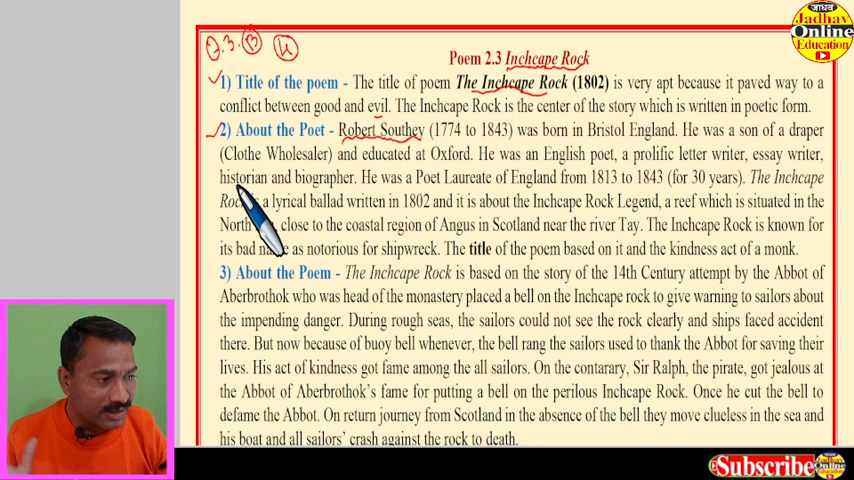 जाधव
Jadhav
Online
Education
Q.3.B
4
Poem 2.3 Inchcape Rock
1) Title of the poem - The title of poem The Inchcape Rock (1802) is very apt because it paved way to a
conflict between good and evil. The Inchcape Rock is the center of the story which is written in poetic form.
2) About the Poet - Robert Southey (1774 to 1843) was born in Bristol England. He was a son of a draper
(Clothe Wholesaler) and educated at Oxford. He was an English poet, a prolific letter writer, essay writer,
historian and biographer. He was a Poet Laureate of England from 1813 to 1843 (for 30 years). The Inchcape
a lyrical ballad written in 1802 and it is about the Inchcape Rock Legend, a reef which is situated in the
North close to the coastal region of Angus in Scotland near the river Tay. The Inchcape Rock is known for
its bad as notorious for shipwreck. The title of the poem based on it and the kindness act of a monk.
3) About the Poem - The Inchcape Rock is based on the story of the 14th Century attempt by the Abbot of
Aberbrothok who was head of the monastery placed a bell on the Inchcape rock to give warning to sailors about
the impending danger. During rough seas, the sailors could not see the rock clearly and ships faced accident
there. But now because of buoy bell whenever, the bell rang the sailors used to thank the Abbot for saving their
lives. His act of kindness got fame among the all sailors. On the contarary, Sir Ralph, the pirate, got jealous at
the Abbot of Aberbrothok's fame for putting a bell on the perilous Inchcape Rock. Once he cut the bell to
defame the Abbot. On return journey from Scotland in the absence of the bell they move clueless in the sea and
his boat and all sailors' crash against the rock to death.
Subscribe
Jadhav
Online
Education